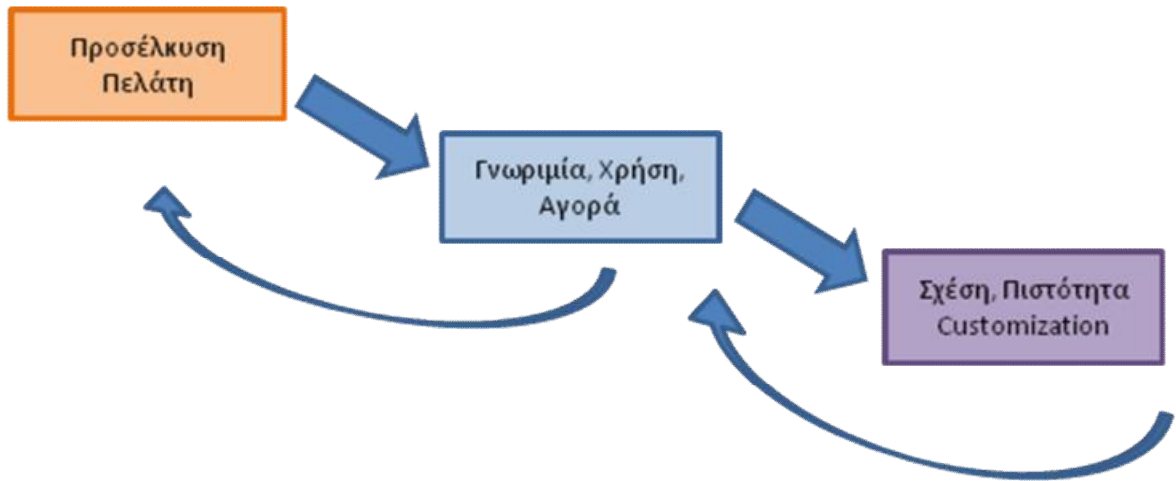 Προσέλκυση
Πελάτη
Γνωριμία, Χρήση,
Αγορά
Σχέση, Πιστότητα
Customization